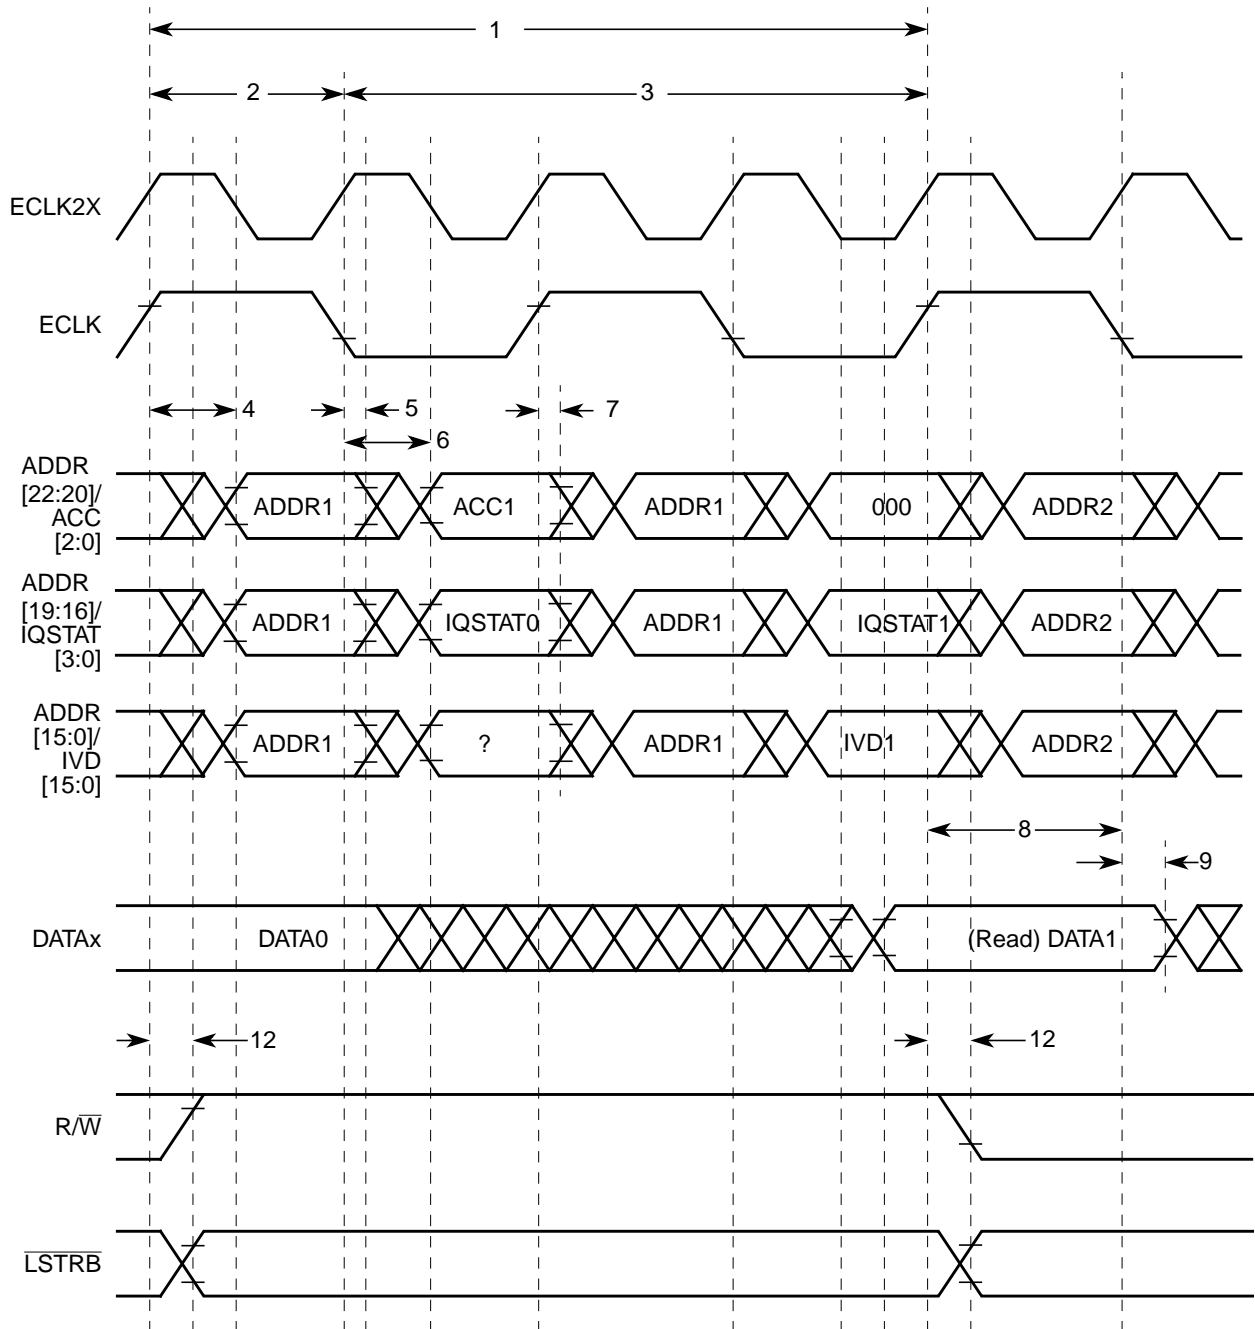 1
2
3
ECLK2X
ECLK
4
5
7
6
ADDR
[22:20]/
ACC
[2:0]
ADDR1
ACC1
ADDR1
000
ADDR2
ADDR
[19:16]/
IQSTAT
[3:0]
ADDR1
IQSTAT0
ADDR1
IQSTAT1
ADDR2
ADDR
[15:0]/
IVD
[15:0]
ADDR1
?
ADDR1
IVD1
ADDR2
8
9
DATAx
DATA0
(Read) DATA1
12
12
R/W̅
L̅S̅T̅R̅B̅